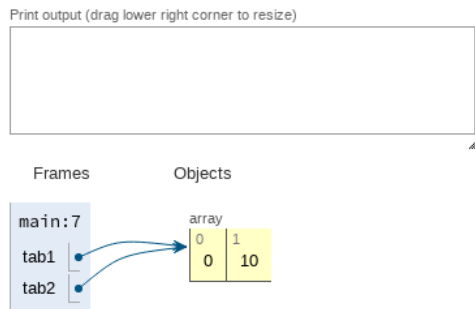 Print output (drag lower right corner to resize)
Frames Objects
main:7
array
0 1
tab1
0 10
tab2